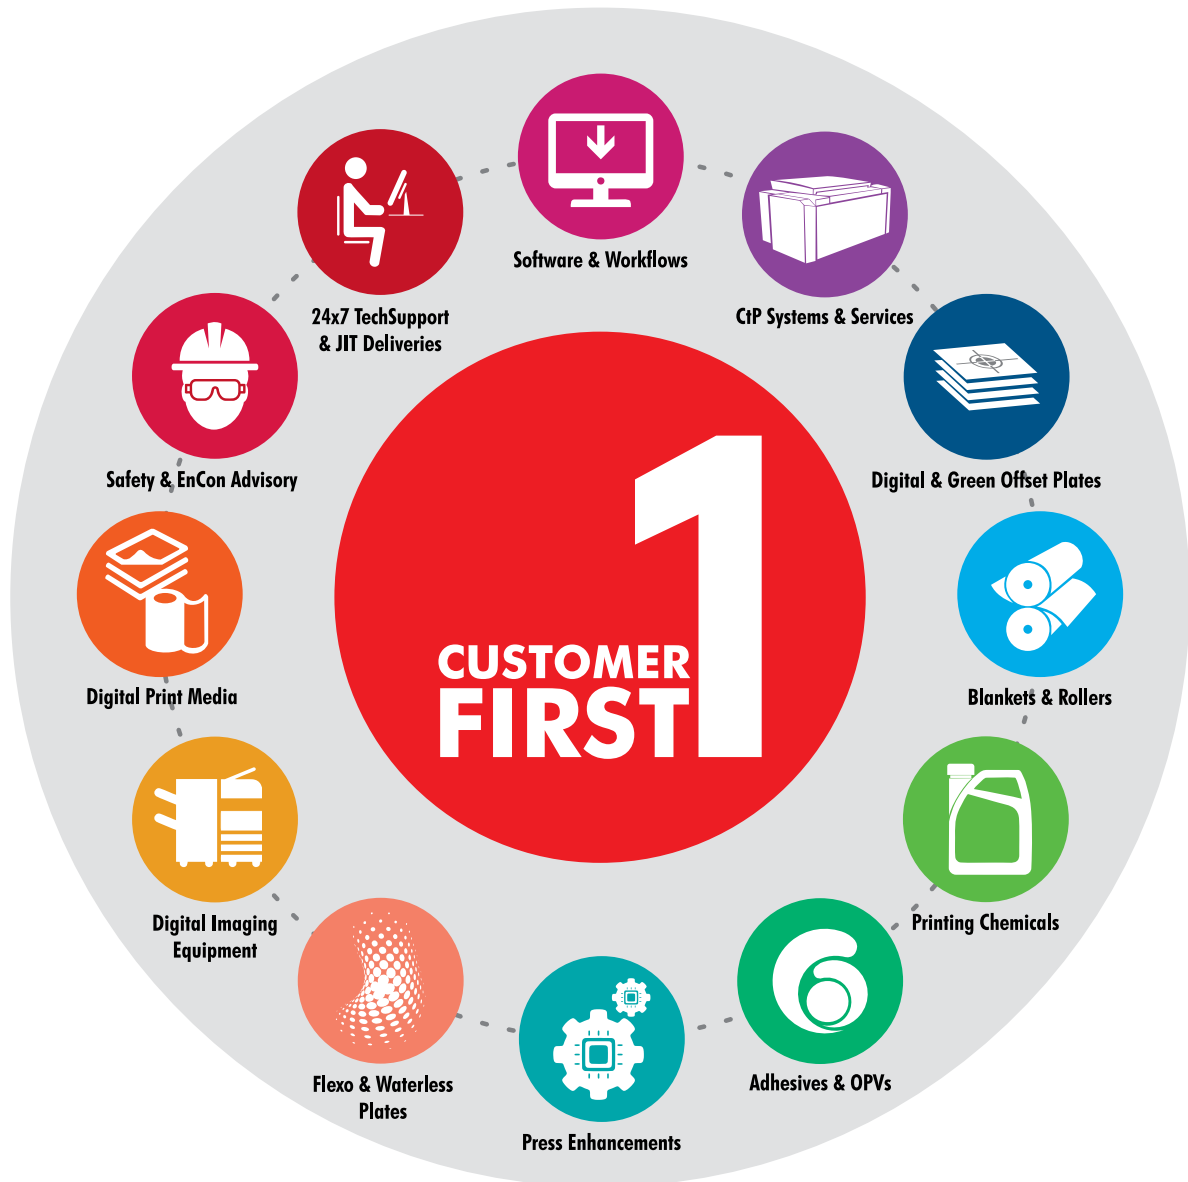 Software & Workflows
CtP Systems & Services
Digital & Green Offset Plates
Blankets & Rollers
Printing Chemicals
Adhesives & OPVs
Press Enhancements
Flexo & Waterless
Plates
Digital Imaging
Equipment
Digital Print Media
Safety & EnCon Advisory
24x7 TechSupport
& JIT Deliveries
CUSTOMER
FIRST
1